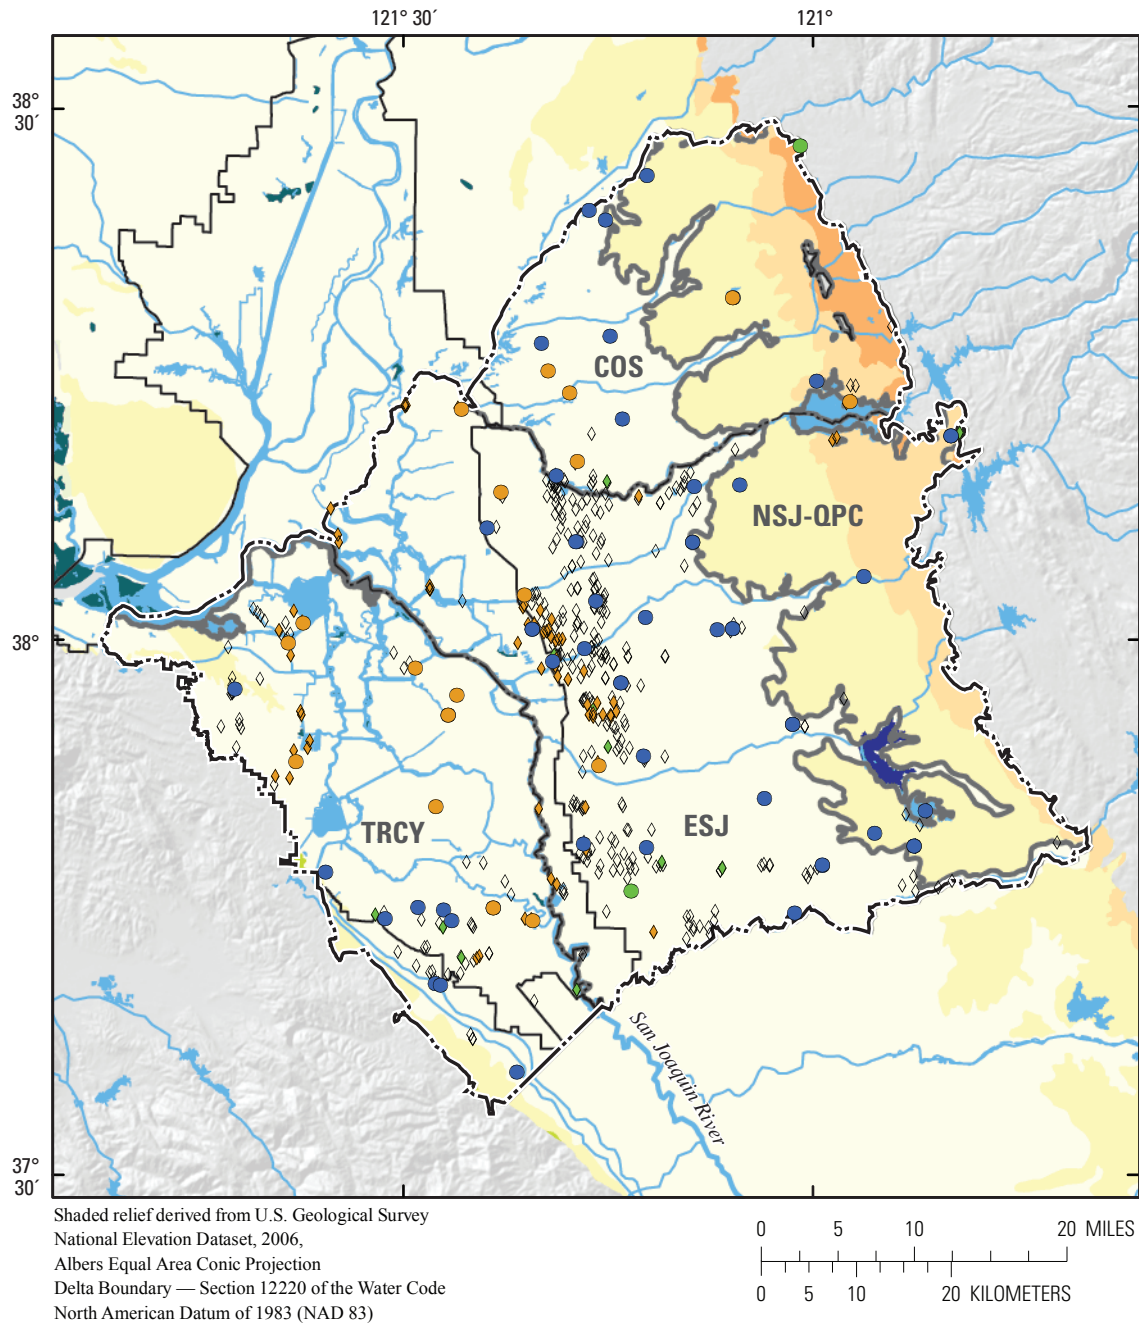 121° 30´
121°
38°
30´
COS
NSJ-QPC
38°
0´
TRCY
ESJ
San Joaquin River
37°
30´
Shaded relief derived from U.S. Geological Survey
National Elevation Dataset, 2006,
Albers Equal Area Conic Projection
Delta Boundary — Section 12220 of the Water Code
North American Datum of 1983 (NAD 83)
0 5 10 20 MILES
0 5 10 20 KILOMETERS